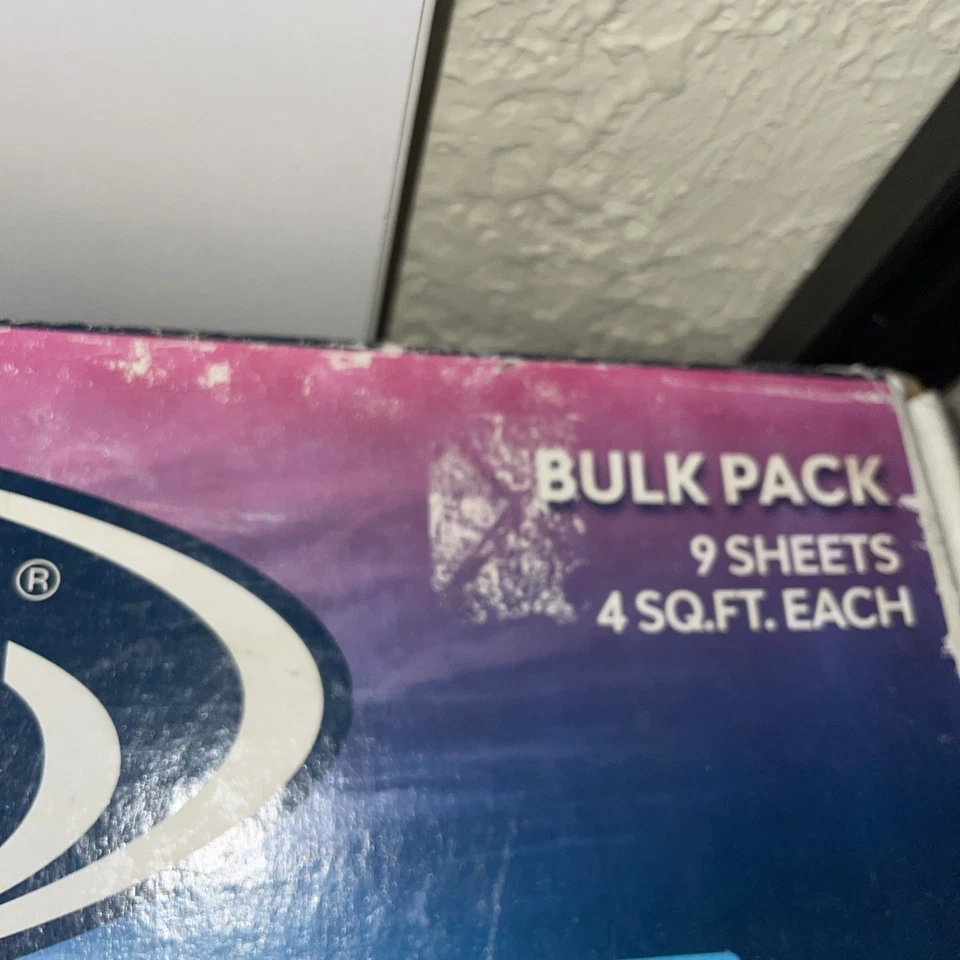 BULK PACK
9 SHEETS
4 SQ.FT. EACH
®